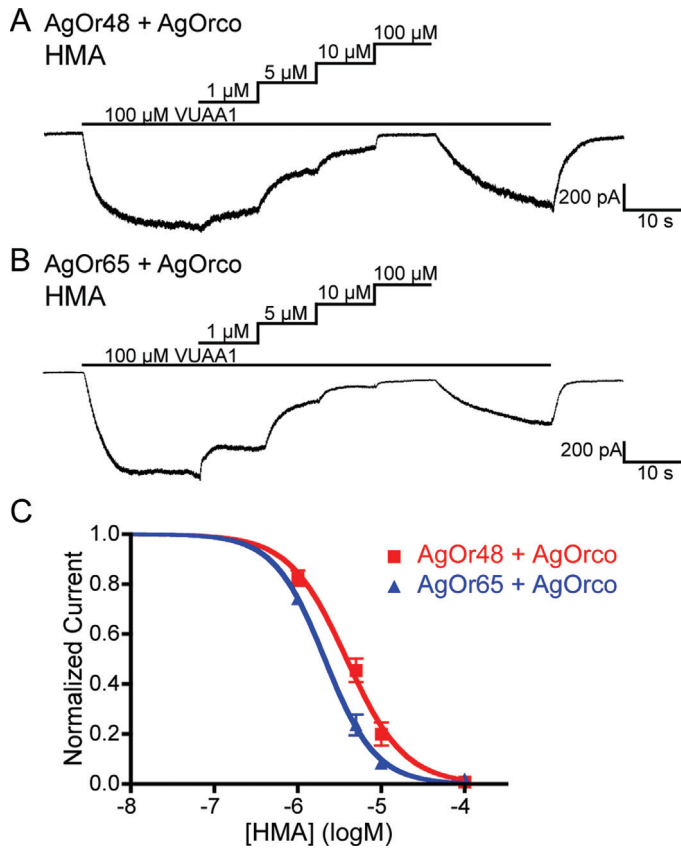 A AgOr48 + AgOrco
HMA
100 µM
10 µM
5 µM
1 µM
100 µM VUAA1
200 pA
10 s
B AgOr65 + AgOrco
HMA
100 µM
10 µM
5 µM
1 µM
100 µM VUAA1
200 pA
10 s
C
1.0
AgOr48 + AgOrco
0.8
AgOr65 + AgOrco
0.6
0.4
0.2
0.0
Normalized Current
-8 -7 -6 -5 -4
[HMA] (logM)